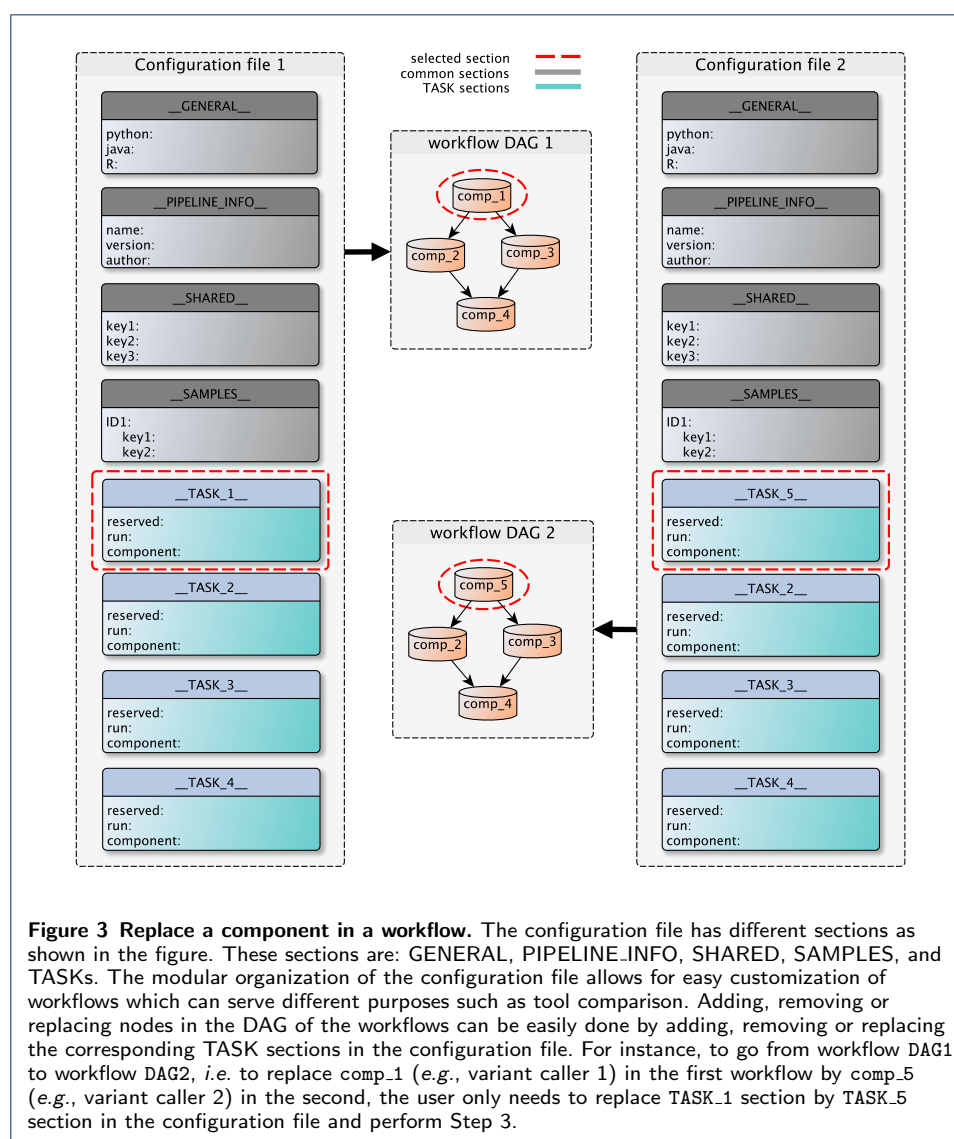 Configuration file 1
__GENERAL__
python:
java:
R:
__PIPELINE_INFO__
name:
version:
author:
__SHARED__
key1:
key2:
key3:
__SAMPLES__
ID1:
key1:
key2:
__TASK_1__
reserved:
run:
component:
__TASK_2__
reserved:
run:
component:
__TASK_3__
reserved:
run:
component:
__TASK_4__
reserved:
run:
component:
selected section
common sections
TASK sections
workflow DAG 1
comp_1
comp_2
comp_3
comp_4
workflow DAG 2
comp_5
comp_2
comp_3
comp_4
Configuration file 2
__GENERAL__
python:
java:
R:
__PIPELINE_INFO__
name:
version:
author:
__SHARED__
key1:
key2:
key3:
__SAMPLES__
ID1:
key1:
key2:
__TASK_5__
reserved:
run:
component:
__TASK_2__
reserved:
run:
component:
__TASK_3__
reserved:
run:
component:
__TASK_4__
reserved:
run:
component:
Figure 3 Replace a component in a workflow. The configuration file has different sections as
shown in the figure. These sections are: GENERAL, PIPELINE_INFO, SHARED, SAMPLES, and
TASKs. The modular organization of the configuration file allows for easy customization of
workflows which can serve different purposes such as tool comparison. Adding, removing or
replacing nodes in the DAG of the workflows can be easily done by adding, removing or replacing
the corresponding TASK sections in the configuration file. For instance, to go from workflow DAG1
to workflow DAG2, i.e. to replace comp_1 (e.g., variant caller 1) in the first workflow by comp_5
(e.g., variant caller 2) in the second, the user only needs to replace TASK_1 section by TASK_5
section in the configuration file and perform Step 3.